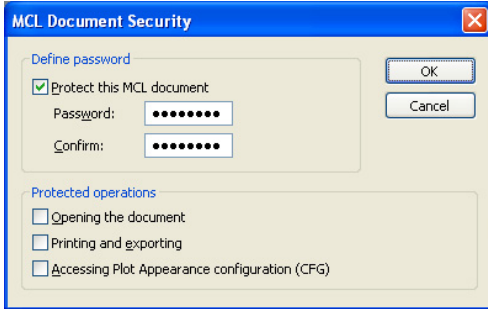 MCL Document Security
Define password
Protect this MCL document
Password: ●●●●●●●●
Confirm: ●●●●●●●●
OK
Cancel
Protected operations
Opening the document
Printing and exporting
Accessing Plot Appearance configuration (CFG)